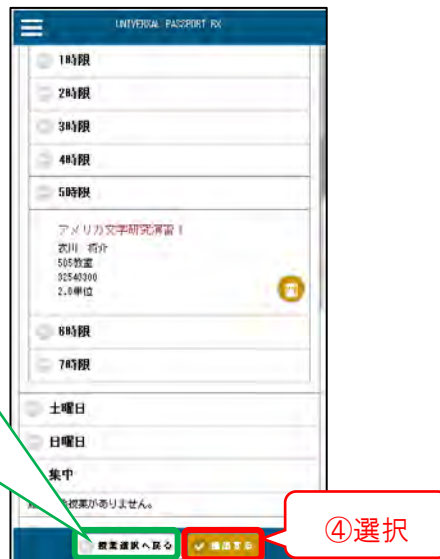 UNIVERSAL PASSPORT RX
1時限
2時限
3時限
4時限
5時限
アメリカ文学研究演習Ⅰ
505教室
32540300
2.0単位
6時限
7時限
土曜日
日曜日
集中
授業がありません。
授業選択へ戻る
④選択